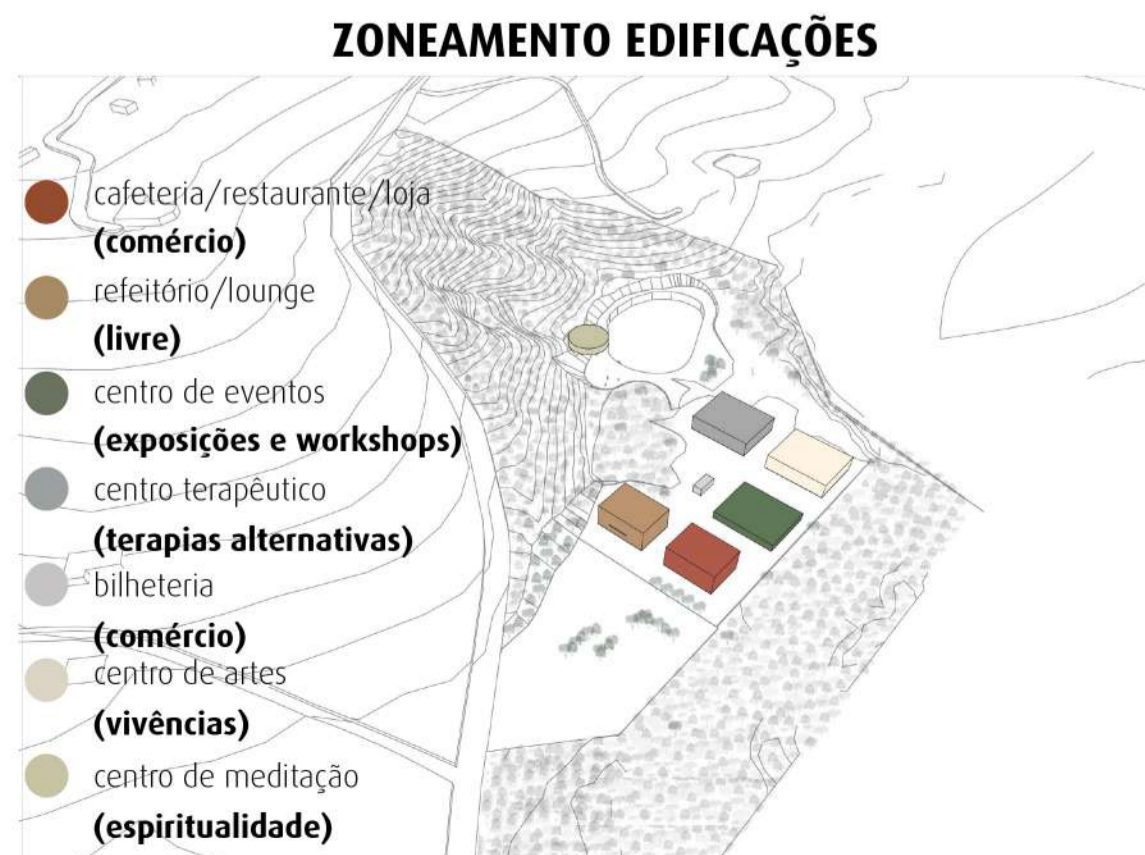 ZONEAMENTO EDIFICAÇÕES
cafeteria/restaurante/loja
(comércio)
refeitório/lounge
(livre)
centro de eventos
(exposições e workshops)
centro terapêutico
(terapias alternativas)
bilheteria
(comércio)
centro de artes
(vivências)
centro de meditação
(espiritualidade)